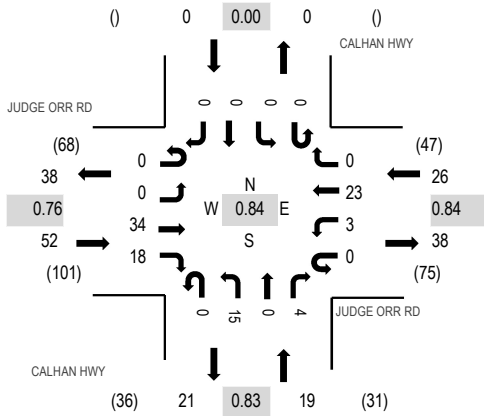 () 0 0.00 0 ()
CALHAN HWY
JUDGE ORR RD
0 0 0 0
(68) (47)
38 0 0 26
0 N 23
0.76 W 0.84 E 0.84
34 S 3
52 18 0 38
(101) (75)
0 15 0 4
JUDGE ORR RD
CALHAN HWY
(36) 21 0.83 19 (31)